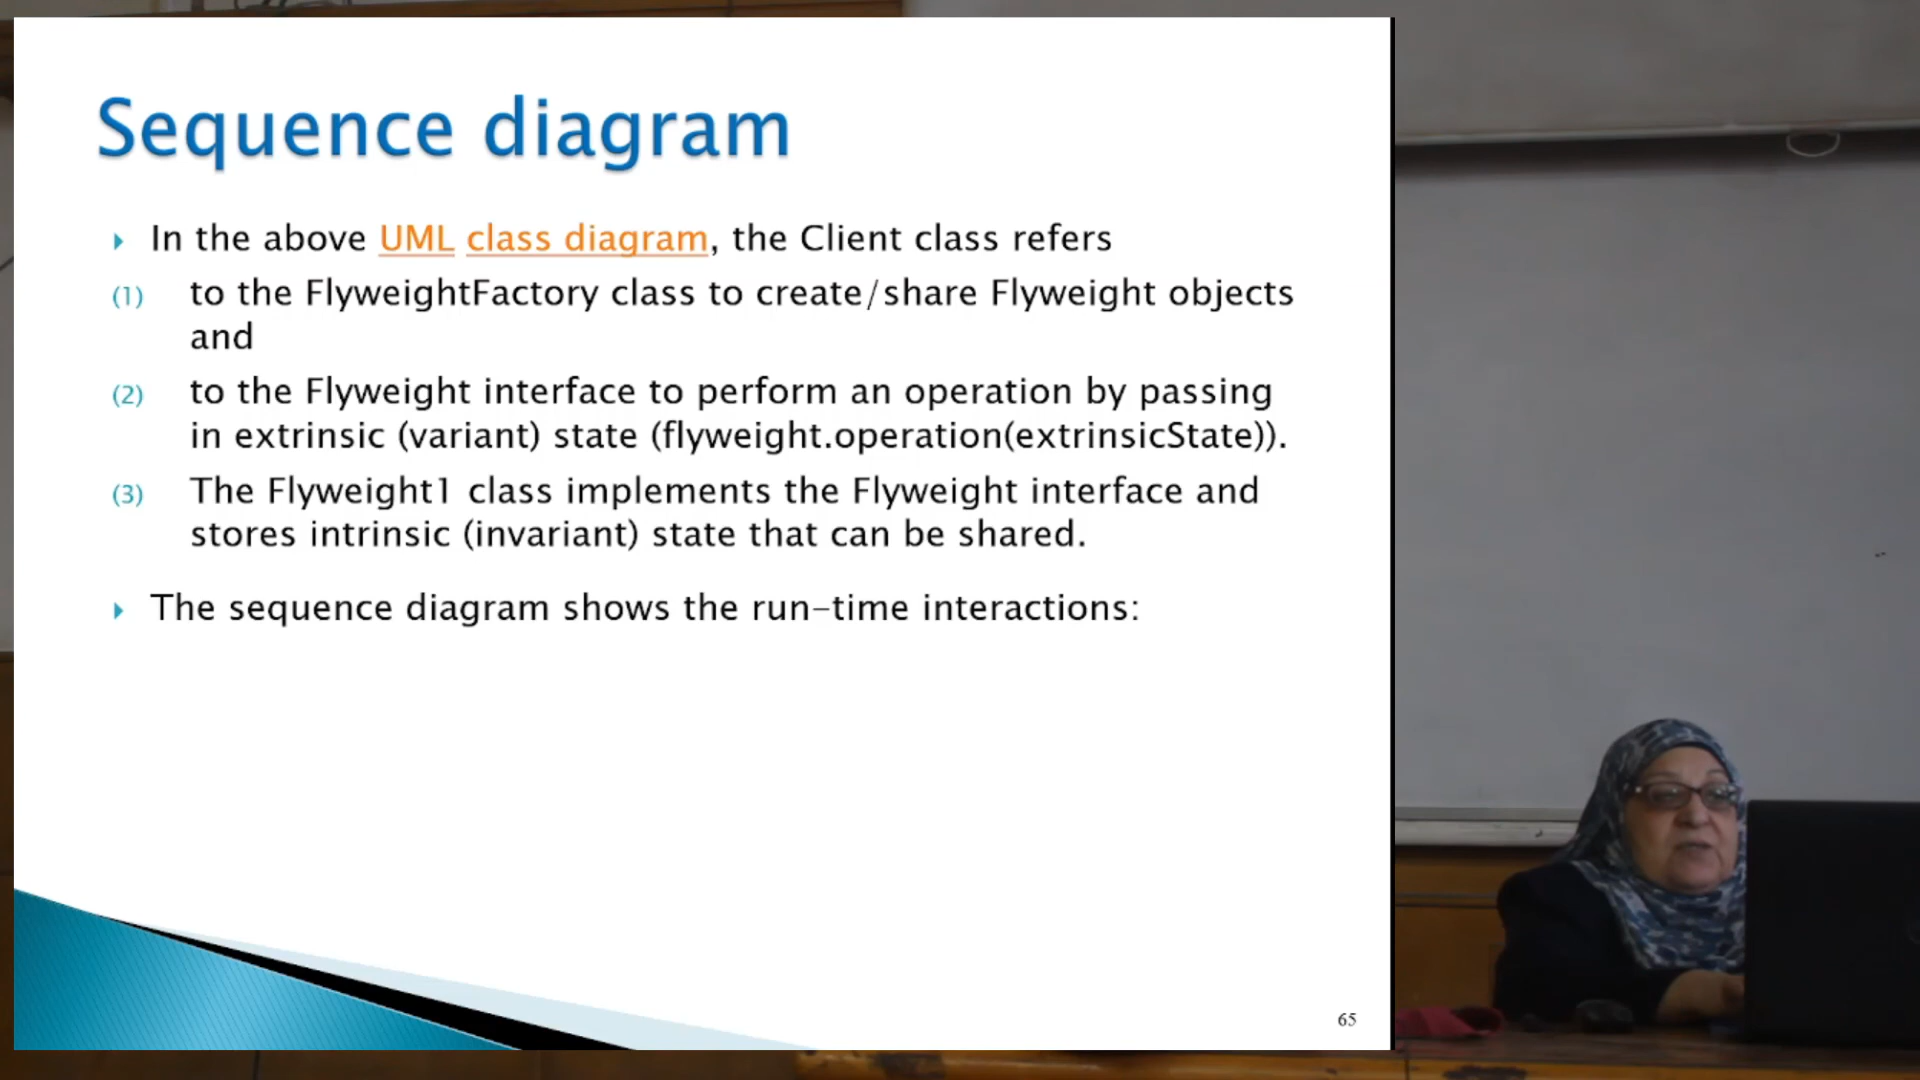 Sequence diagram
In the above UML class diagram, the Client class refers
(1) to the FlyweightFactory class to create/share Flyweight objects
and
(2) to the Flyweight interface to perform an operation by passing
in extrinsic (variant) state (flyweight.operation(extrinsicState)).
(3) The Flyweight1 class implements the Flyweight interface and
stores intrinsic (invariant) state that can be shared.
The sequence diagram shows the run-time interactions:
65